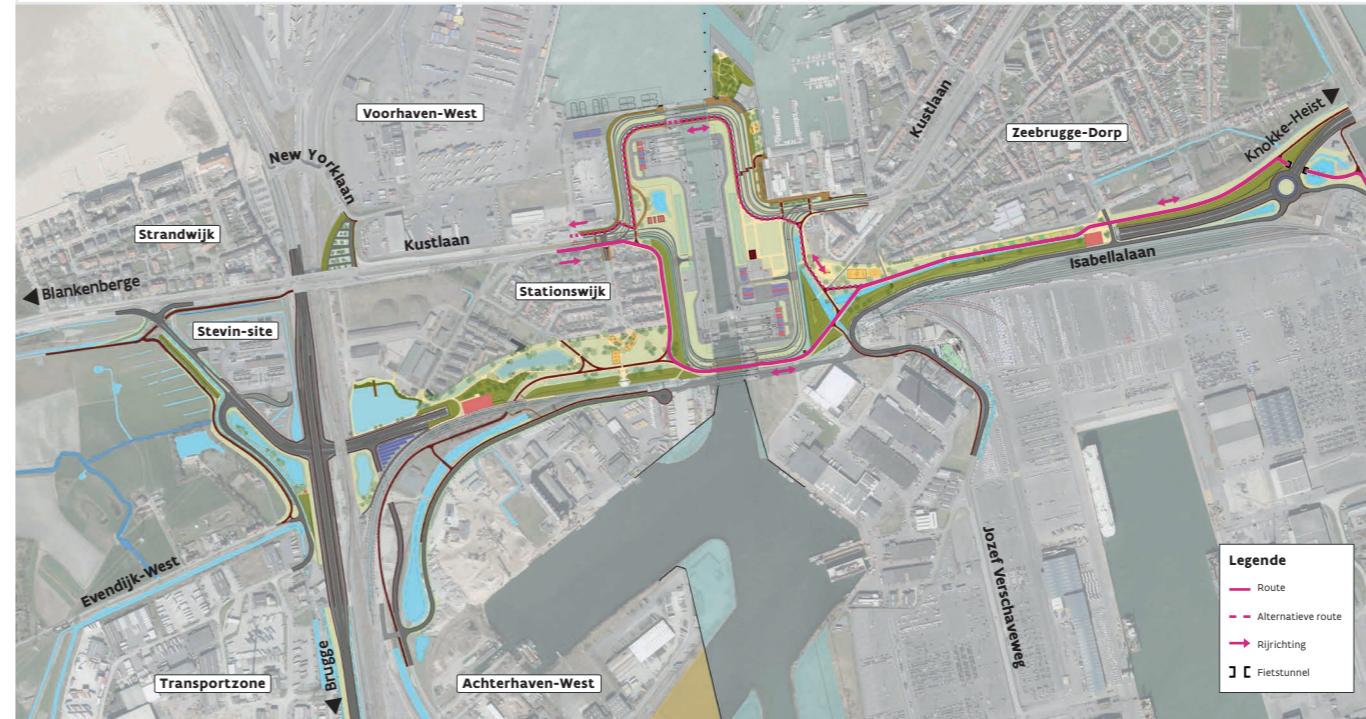 Voorhaven-West
Kustlaan
Zeebrugge-Dorp
Knokke-Heist
New Yorklaan
Strandwijk
Kustlaan
Isabellalaan
Blankenberge
Stationswijk
Stevin-site
Evendijk-West
Jozef Verschaveweg
Brugge
Transportzone
Achterhaven-West
Legende
Route
Alternatieve route
Rijrichting
Fietstunnel